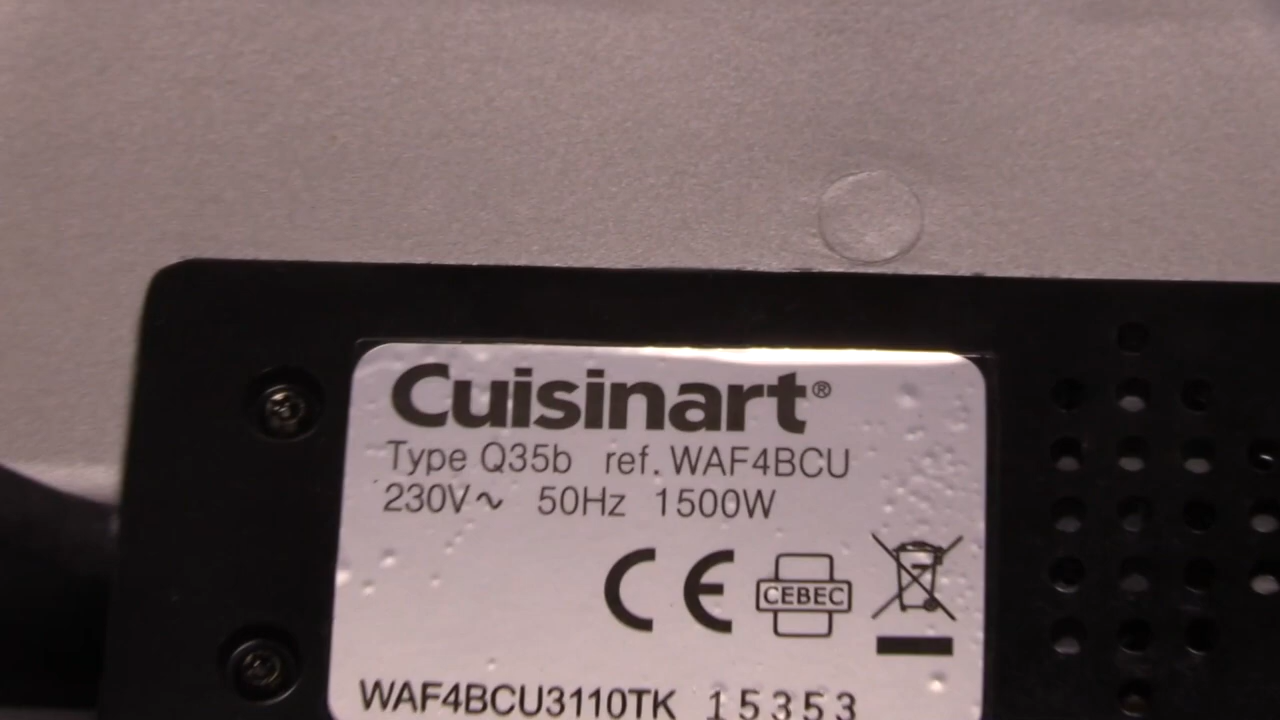 Cuisinart®
Type Q35b ref. WAF4BCU
230V~ 50Hz 1500W
CE CEBEC
WAF4BCU3110TK 15353